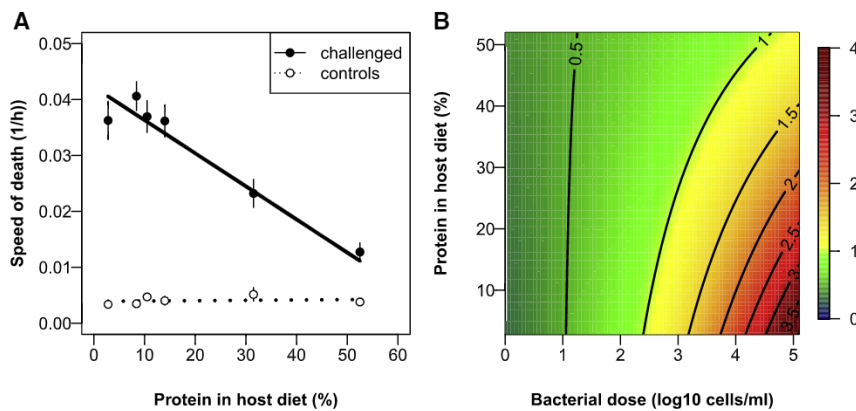 A
0.05
0.04
0.03
0.02
0.01
0.00
Speed of death (1/h)
challenged
controls
0 10 20 30 40 50 60
Protein in host diet (%)
B
50
40
30
20
10
Protein in host diet (%)
0.5
1
1.5
2
2.5
3
3.5
0 1 2 3 4 5
Bacterial dose (log10 cells/ml)
4
3
2
1
0